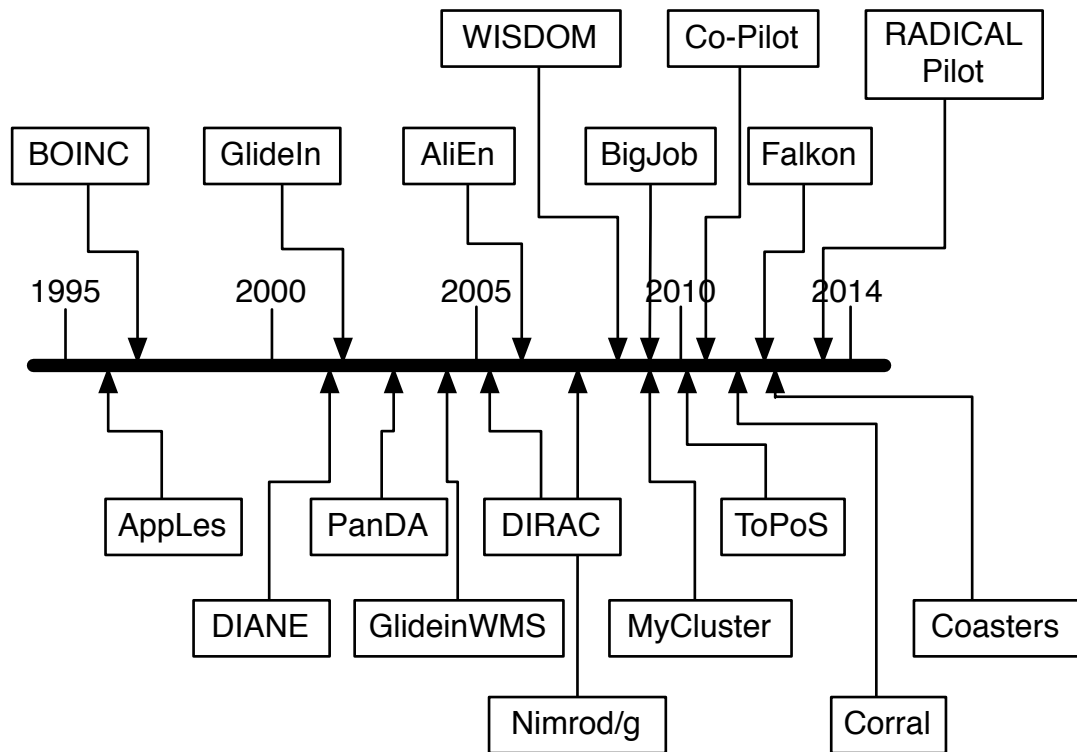 WISDOM
Co-Pilot
RADICAL
Pilot
BOINC
GlideIn
AliEn
BigJob
Falkon
1995
2000
2005
2010
2014
AppLes
PanDA
DIRAC
ToPoS
DIANE
GlideinWMS
MyCluster
Coasters
Nimrod/g
Corral